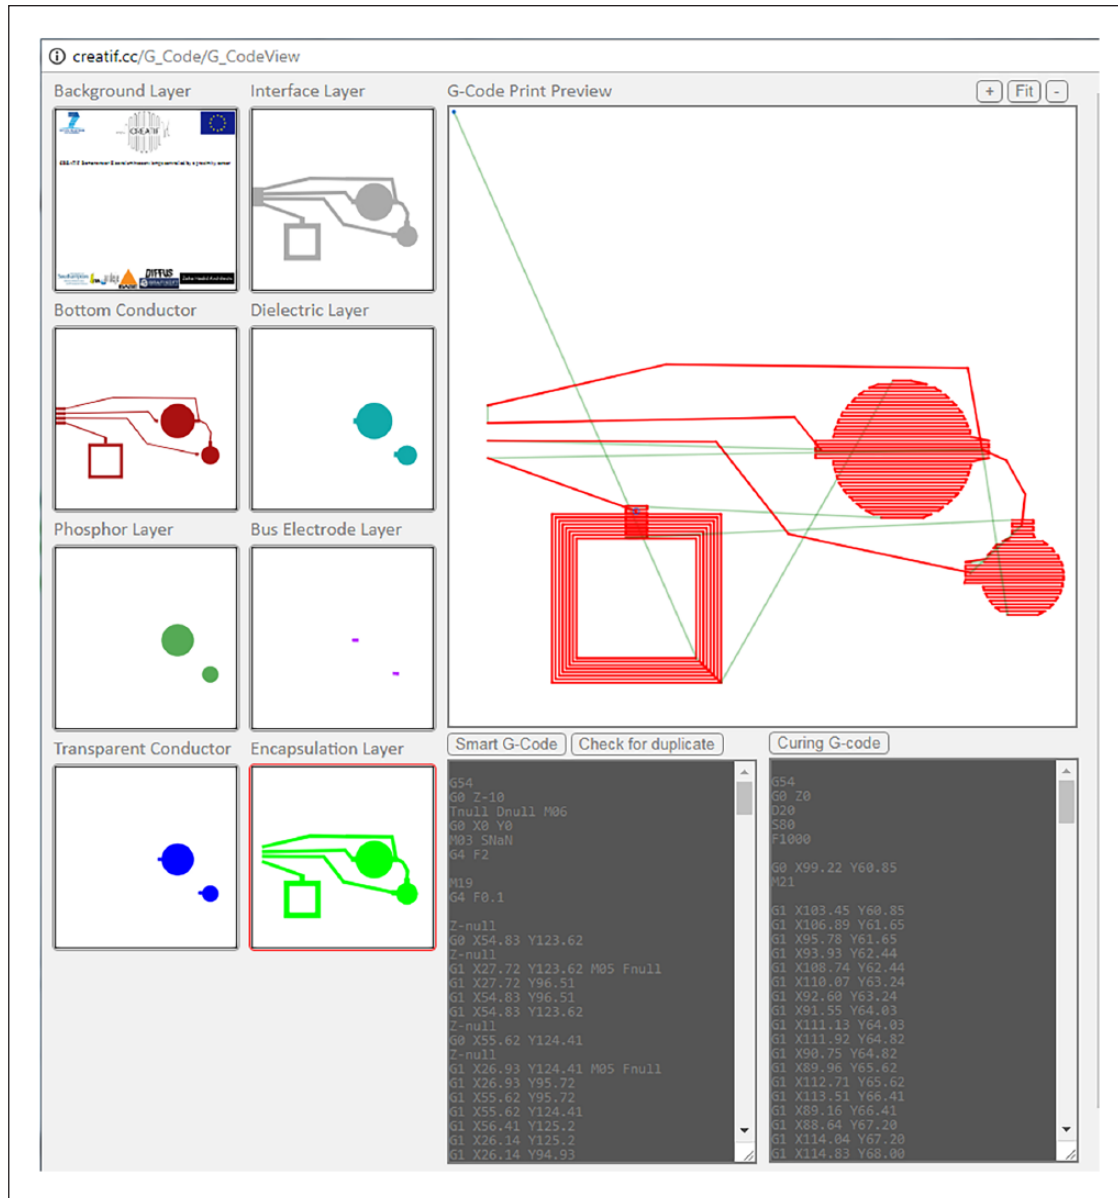 creatif.cc/G_Code/G_CodeView
Background Layer
Interface Layer
G-Code Print Preview
+
Fit
-
CREATIF
DIFFUS
Bottom Conductor
Dielectric Layer
Phosphor Layer
Bus Electrode Layer
Transparent Conductor
Encapsulation Layer
Smart G-Code
Check for duplicate
Curing G-code
G54
G0 Z-10
Tnull Dnull M06
G0 X0 Y0
M03 SNaN
G4 F2
M19
G4 F0.1
Z-null
G0 X54.83 Y123.62
Z-null
G1 X27.72 Y123.62 M05 Fnull
G1 X27.72 Y96.51
G1 X54.83 Y96.51
G1 X54.83 Y123.62
Z-null
G0 X55.62 Y124.41
Z-null
G1 X26.93 Y124.41 M05 Fnull
G1 X26.93 Y95.72
G1 X55.62 Y95.72
G1 X55.62 Y124.41
G1 X56.41 Y125.2
G1 X26.14 Y125.2
G1 X26.14 Y94.93
G54
G0 Z0
D20
S80
F1000
G0 X99.22 Y60.85
M21
G1 X103.45 Y60.85
G1 X106.89 Y61.65
G1 X95.78 Y61.65
G1 X93.93 Y62.44
G1 X108.74 Y62.44
G1 X110.07 Y63.24
G1 X92.60 Y63.24
G1 X91.55 Y64.03
G1 X111.13 Y64.03
G1 X111.92 Y64.82
G1 X90.75 Y64.82
G1 X89.96 Y65.62
G1 X112.71 Y65.62
G1 X113.51 Y66.41
G1 X89.16 Y66.41
G1 X88.64 Y67.20
G1 X114.04 Y67.20
G1 X114.83 Y68.00